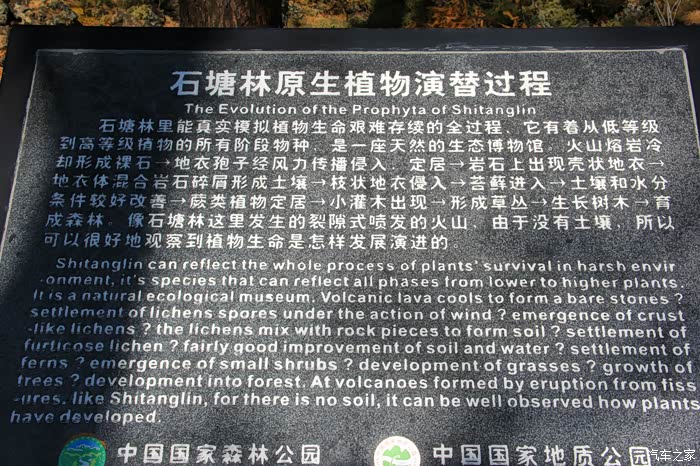 石塘林原生植物演替过程
The Evolution of the Prophyta of Shitanglin
石塘林里能真实模拟植物生命艰难存续的全过程，它有着从低等级
到高等级植物的所有阶段物种，是一座天然的生态博物馆。火山熔岩冷
却形成裸石→地衣孢子经风力传播侵入，定居→岩石上出现壳状地衣→
地衣体混合岩石碎屑形成土壤→枝状地衣侵入→苔藓进入→土壤和水分
条件较好改善→蕨类植物定居→小灌木出现→形成草丛→生长树木→育
成森林。像石塘林这里发生的裂隙式喷发的火山，由于没有土壤，所以
可以很好地观察到植物生命是怎样发展演进的。
Shitanglin can reflect the whole process of plants' survival in harsh envir
-onment, it's species that can reflect all phases from lower to higher plants.
It is a natural ecological museum. Volcanic lava cools to form a bare stones ?
settlement of lichens spores under the action of wind ? emergence of crust
-like lichens ? the lichens mix with rock pieces to form soil ? settlement of
furticose lichen ? fairly good improvement of soil and water ? settlement of
ferns ? emergence of small shrubs ? development of grasses ? growth of
trees ? development into forest. At volcanoes formed by eruption from fiss
-ures, like Shitanglin, for there is no soil, it can be well observed how plants
have developed.
中国国家森林公园 中国国家地质公园
汽车之家